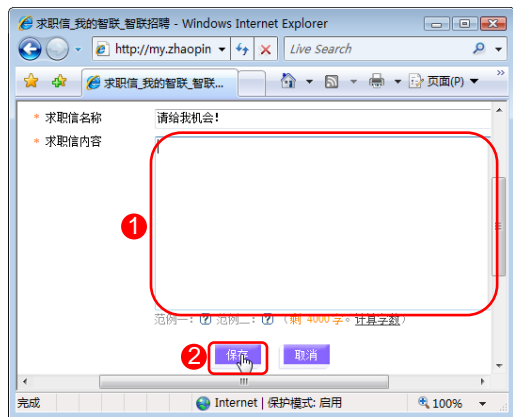 求职信_我的智联_智联招聘 - Windows Internet Explorer
http://my.zhaopin
Live Search
求职信_我的智联_智联...
页面(P)
* 求职信名称 请给我机会!
* 求职信内容
1
范例一: ? 范例二: ? (剩 4000 字。计算字数)
2 保存 取消
完成 Internet | 保护模式: 启用 100%